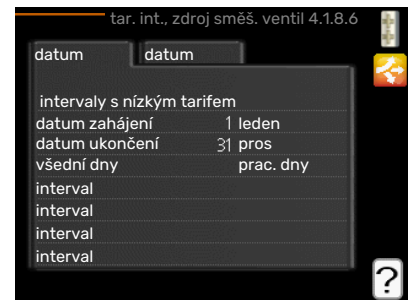 tar. int., zdroj směš. ventil 4.1.8.6
datum datum
intervaly s nízkým tarifem
datum zahájení 1 leden
datum ukončení 31 pros
všední dny prac. dny
interval
interval
interval
interval
?